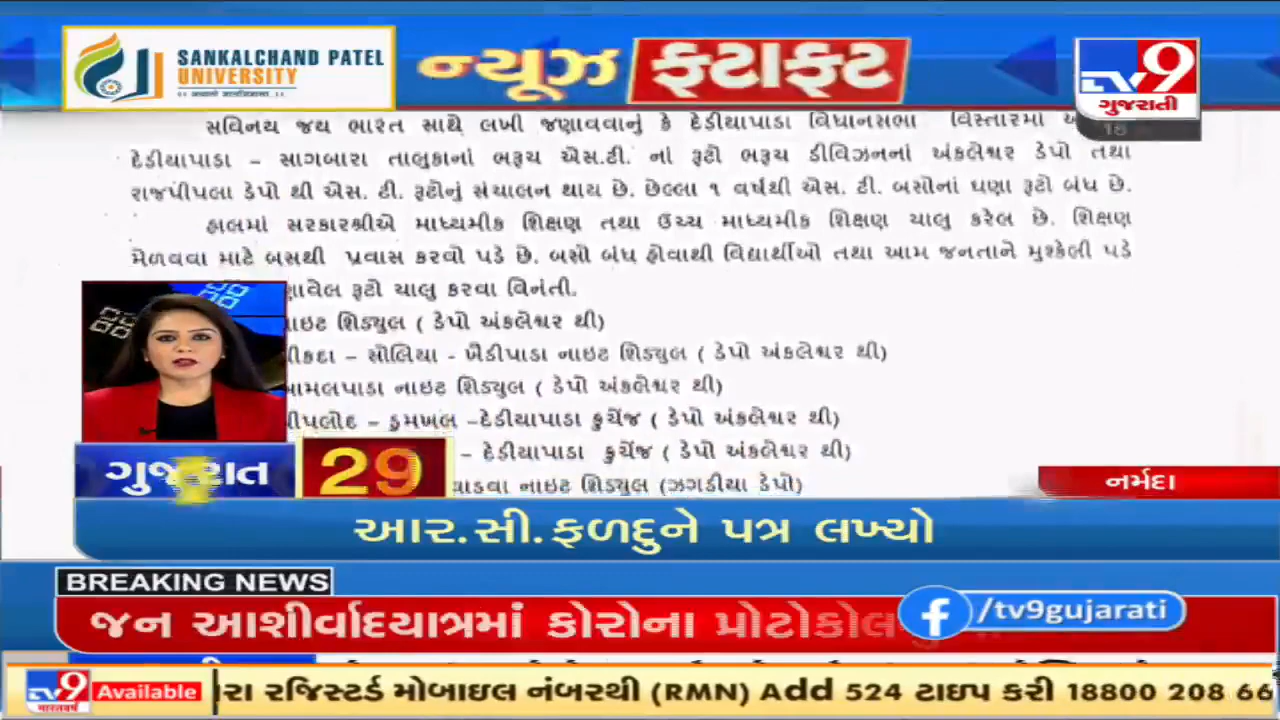 SANKALCHAND PATEL
UNIVERSITY
ન્યૂઝ ફટાફટ
TV9
ગુજરાતી
સવિનય જય ભારત સાથે લખી જણાવવાનું કે દેડીયાપાડા વિધાનસભા વિસ્તારમાં
દેડીયાપાડા – સાગબારા તાલુકાનાં ભરૂચ એસ.ટી. નાં રૂટો ભરૂચ ડીવિઝનનાં અંકલેશ્વર ડેપો તથા
રાજપીપલા ડેપો થી એસ. ટી. રૂટોનું સંચાલન થાય છે. છેલ્લા ૧ વર્ષથી એસ. ટી. બસોનાં ઘણા રૂટો બંધ છે.
હાલમાં સરકારશ્રીએ માધ્યમીક શિક્ષણ તથા ઉચ્ચ માધ્યમીક શિક્ષણ ચાલુ કરેલ છે. શિક્ષણ
મેળવવા માટે બસથી પ્રવાસ કરવો પડે છે. બસો બંધ હોવાથી વિદ્યાર્થીઓ તથા આમ જનતાને મુશ્કેલી પડે
રૂટો ચાલુ કરવા વિનંતી.
શિડ્યુલ ( ડેપો અંકલેશ્વર થી)
– સોલિયા - ખૈડીપાડા નાઇટ શિડ્યુલ ( ડેપો અંકલેશ્વર થી)
નાઇટ શિડ્યુલ ( ડેપો અંકલેશ્વર થી)
– ડુમખલ –દેડીયાપાડા ક્રુચેંજ ( ડેપો અંકલેશ્વર થી)
– દેડીયાપાડા ક્રુચેંજ ( ડેપો અંકલેશ્વર થી)
નાઇટ શિડ્યુલ (ઝગડીયા ડેપો)
ગુજરાત 29
નર્મદા
આર.સી.ફળદુને પત્ર લખ્યો
BREAKING NEWS
જન આશીર્વાદયાત્રામાં કોરોના પ્રોટોકોલ
/tv9gujarati
TV9 Available
भारतवर्ष
રજિસ્ટર્ડ મોબાઇલ નંબરથી (RMN) Add 524 ટાઇપ કરી 18800 208 66